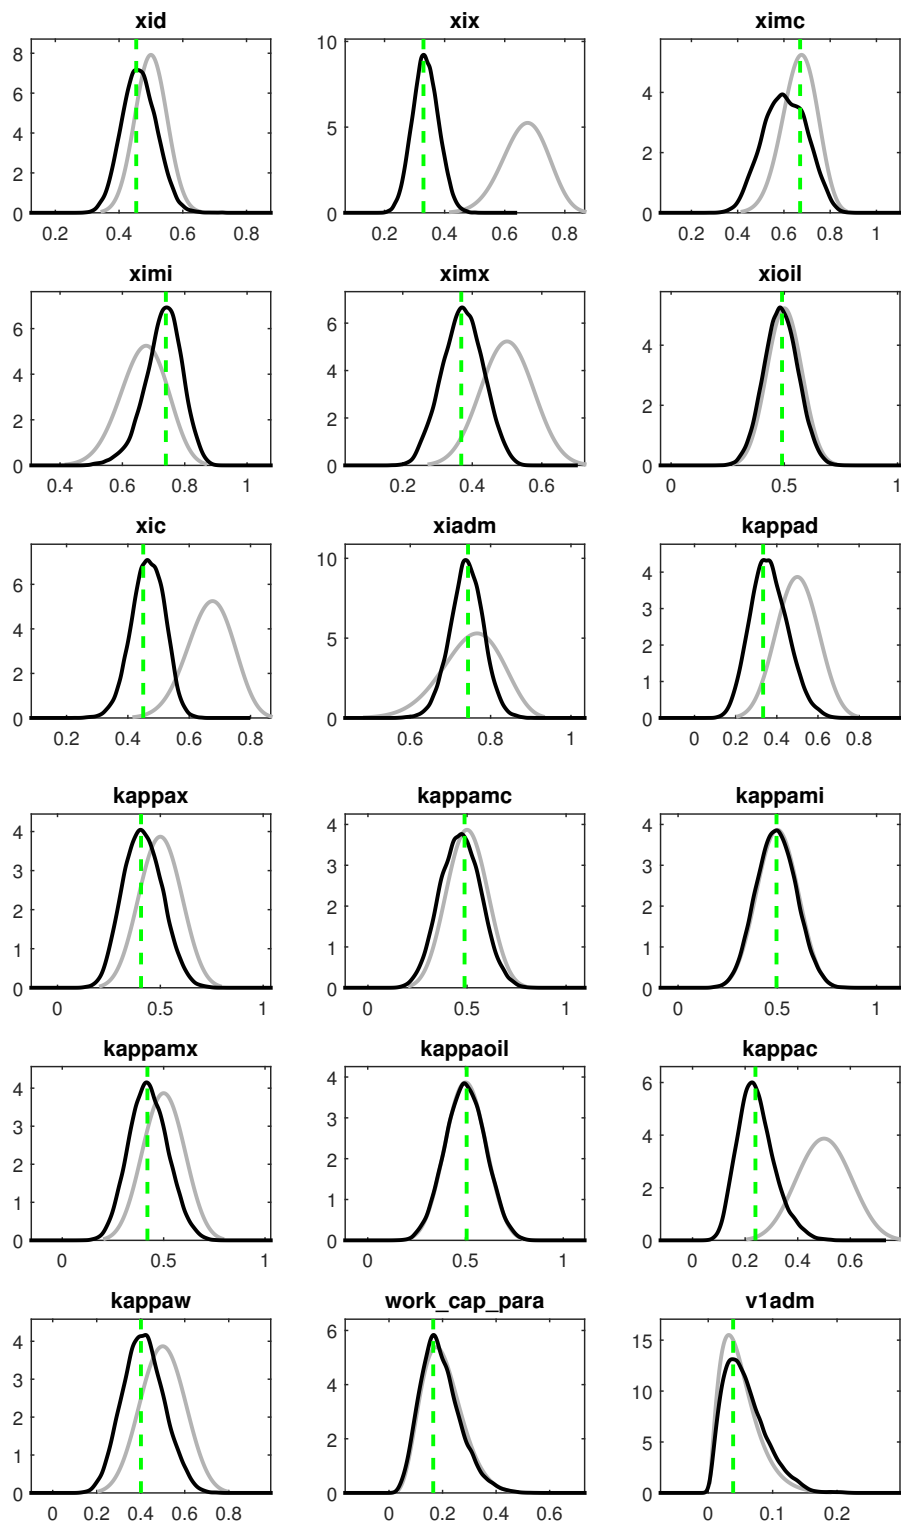 xid xix ximc
8 6 4 2 0
10 5 0
4 2 0
0.2 0.4 0.6 0.8
0.2 0.4 0.6 0.8
0.2 0.4 0.6 0.8 1
ximi ximx xioil
6 4 2 0
6 4 2 0
4 2 0
0.4 0.6 0.8 1
0.2 0.4 0.6
0 0.5 1
xic xiadm kappad
6 4 2 0
10 5 0
4 3 2 1 0
0.2 0.4 0.6 0.8
0.6 0.8 1
0 0.2 0.4 0.6 0.8
kappax kappamc kappami
4 3 2 1 0
4 3 2 1 0
4 3 2 1 0
0 0.5 1
0 0.5 1
0 0.5 1
kappamx kappaoil kappac
4 3 2 1 0
4 3 2 1 0
6 4 2 0
0 0.5 1
0 0.5 1
0 0.2 0.4 0.6
kappaw work_cap_para v1adm
4 3 2 1 0
6 4 2 0
15 10 5 0
0 0.2 0.4 0.6 0.8
0 0.2 0.4 0.6
0 0.1 0.2